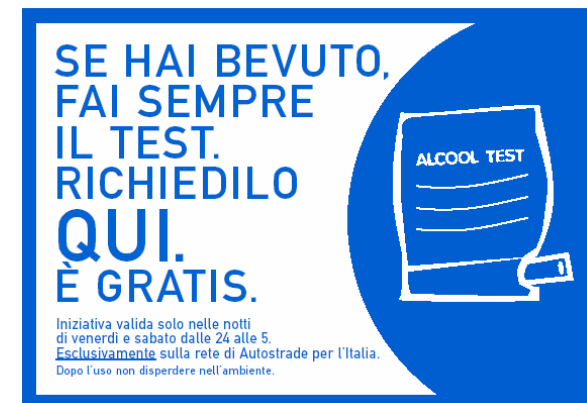 SE HAI BEVUTO,
FAI SEMPRE
IL TEST.
RICHIEDILO
QUI.
È GRATIS.
Iniziativa valida solo nelle notti
di venerdì e sabato dalle 24 alle 5.
Esclusivamente sulla rete di Autostrade per l'Italia.
Dopo l'uso non disperdere nell'ambiente.
ALCOOL TEST